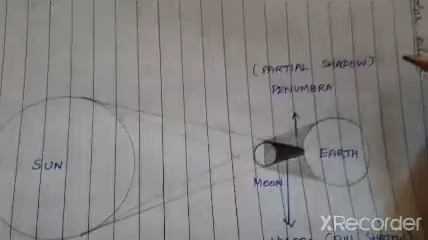 (PARTIAL SHADOW)
PENUMBRA
SUN
EARTH
MOON
XRecorder